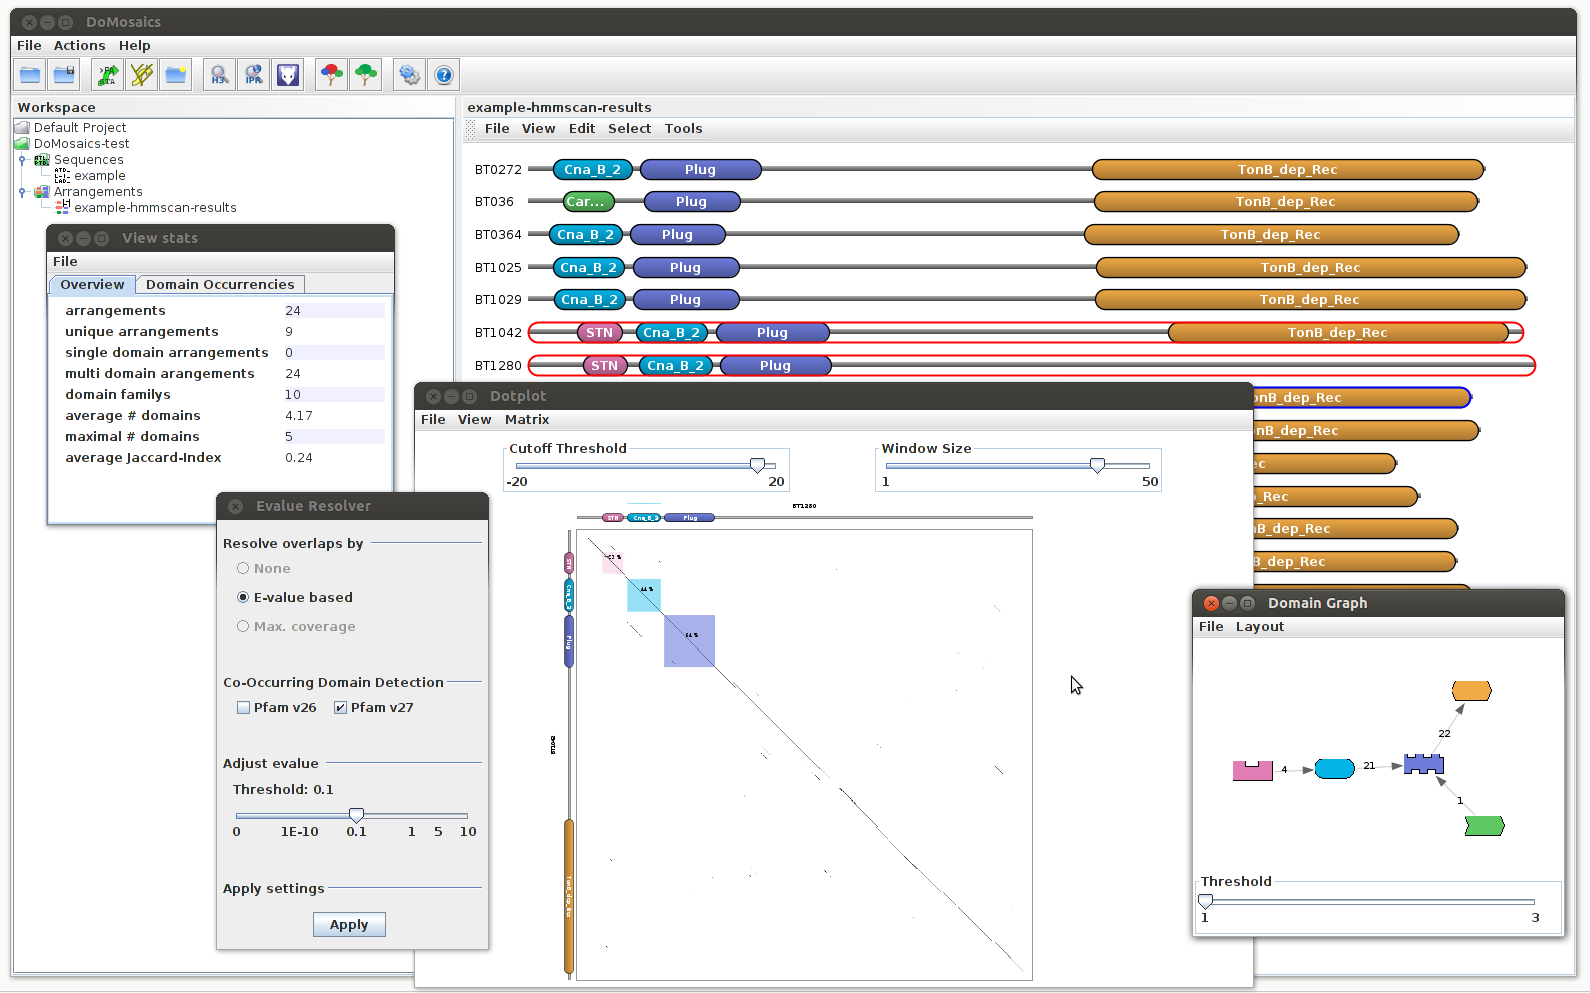 DoMosaics
File Actions Help
Workspace
Default Project
DoMosaics-test
Sequences
example
Arrangements
example-hmmscan-results
example-hmmscan-results
File View Edit Select Tools
BT0272 Cna_B_2 Plug TonB_dep_Rec
BT036 Car... Plug TonB_dep_Rec
BT0364 Cna_B_2 Plug TonB_dep_Rec
BT1025 Cna_B_2 Plug TonB_dep_Rec
BT1029 Cna_B_2 Plug TonB_dep_Rec
BT1042 STN Cna_B_2 Plug TonB_dep_Rec
BT1280 STN Cna_B_2 Plug
onB_dep_Rec
nB_dep_Rec
ec
_Rec
B_dep_Rec
B_dep_Rec
View stats
File
Overview Domain Occurrencies
arrangements 24
unique arrangements 9
single domain arrangements 0
multi domain arangements 24
domain familys 10
average # domains 4.17
maximal # domains 5
average Jaccard-Index 0.24
Evalue Resolver
Resolve overlaps by
None
E-value based
Max. coverage
Co-Occurring Domain Detection
Pfam v26 Pfam v27
Adjust evalue
Threshold: 0.1
0 1E-10 0.1 1 5 10
Apply settings
Apply
Dotplot
File View Matrix
Cutoff Threshold
-20 20
Window Size
1 50
BT1280
STN Cna_B_2 Plug
STN
Cna_B_2
Plug
TonB_dep_Rec
Domain Graph
File Layout
22
4
21
1
Threshold
1 3